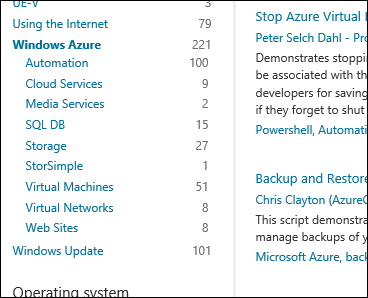 UE-V 3
Using the Internet 79
Windows Azure 221
Automation 100
Cloud Services 9
Media Services 2
SQL DB 15
Storage 27
StorSimple 1
Virtual Machines 51
Virtual Networks 8
Web Sites 8
Windows Update 101
Operating system
Stop Azure Virtual
Peter Selch Dahl - Pro
Demonstrates stoppi
be associated with th
developers for saving
if they forget to shut
Powershell, Automati
Backup and Restore
Chris Clayton (AzureC
This script demonstra
manage backups of y
Microsoft Azure, back